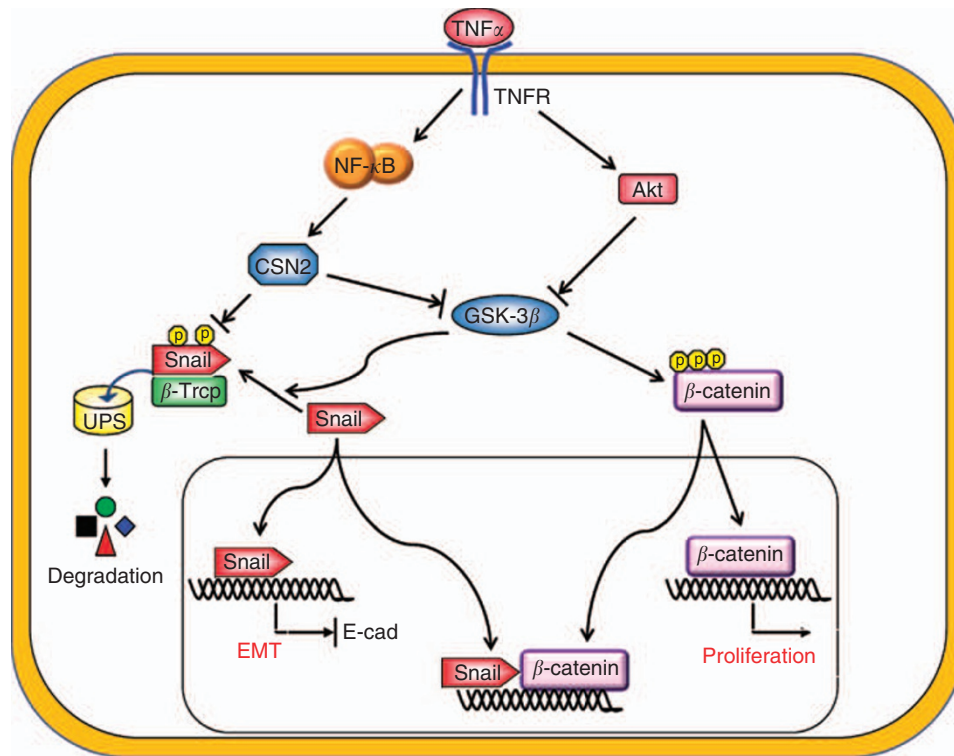 TNFα
TNFR
NF-κB
Akt
CSN2
GSK-3β
p p
Snail
β-Trcp
p p p
β-catenin
UPS
Snail
Degradation
Snail
E-cad
EMT
β-catenin
Proliferation
Snail β-catenin